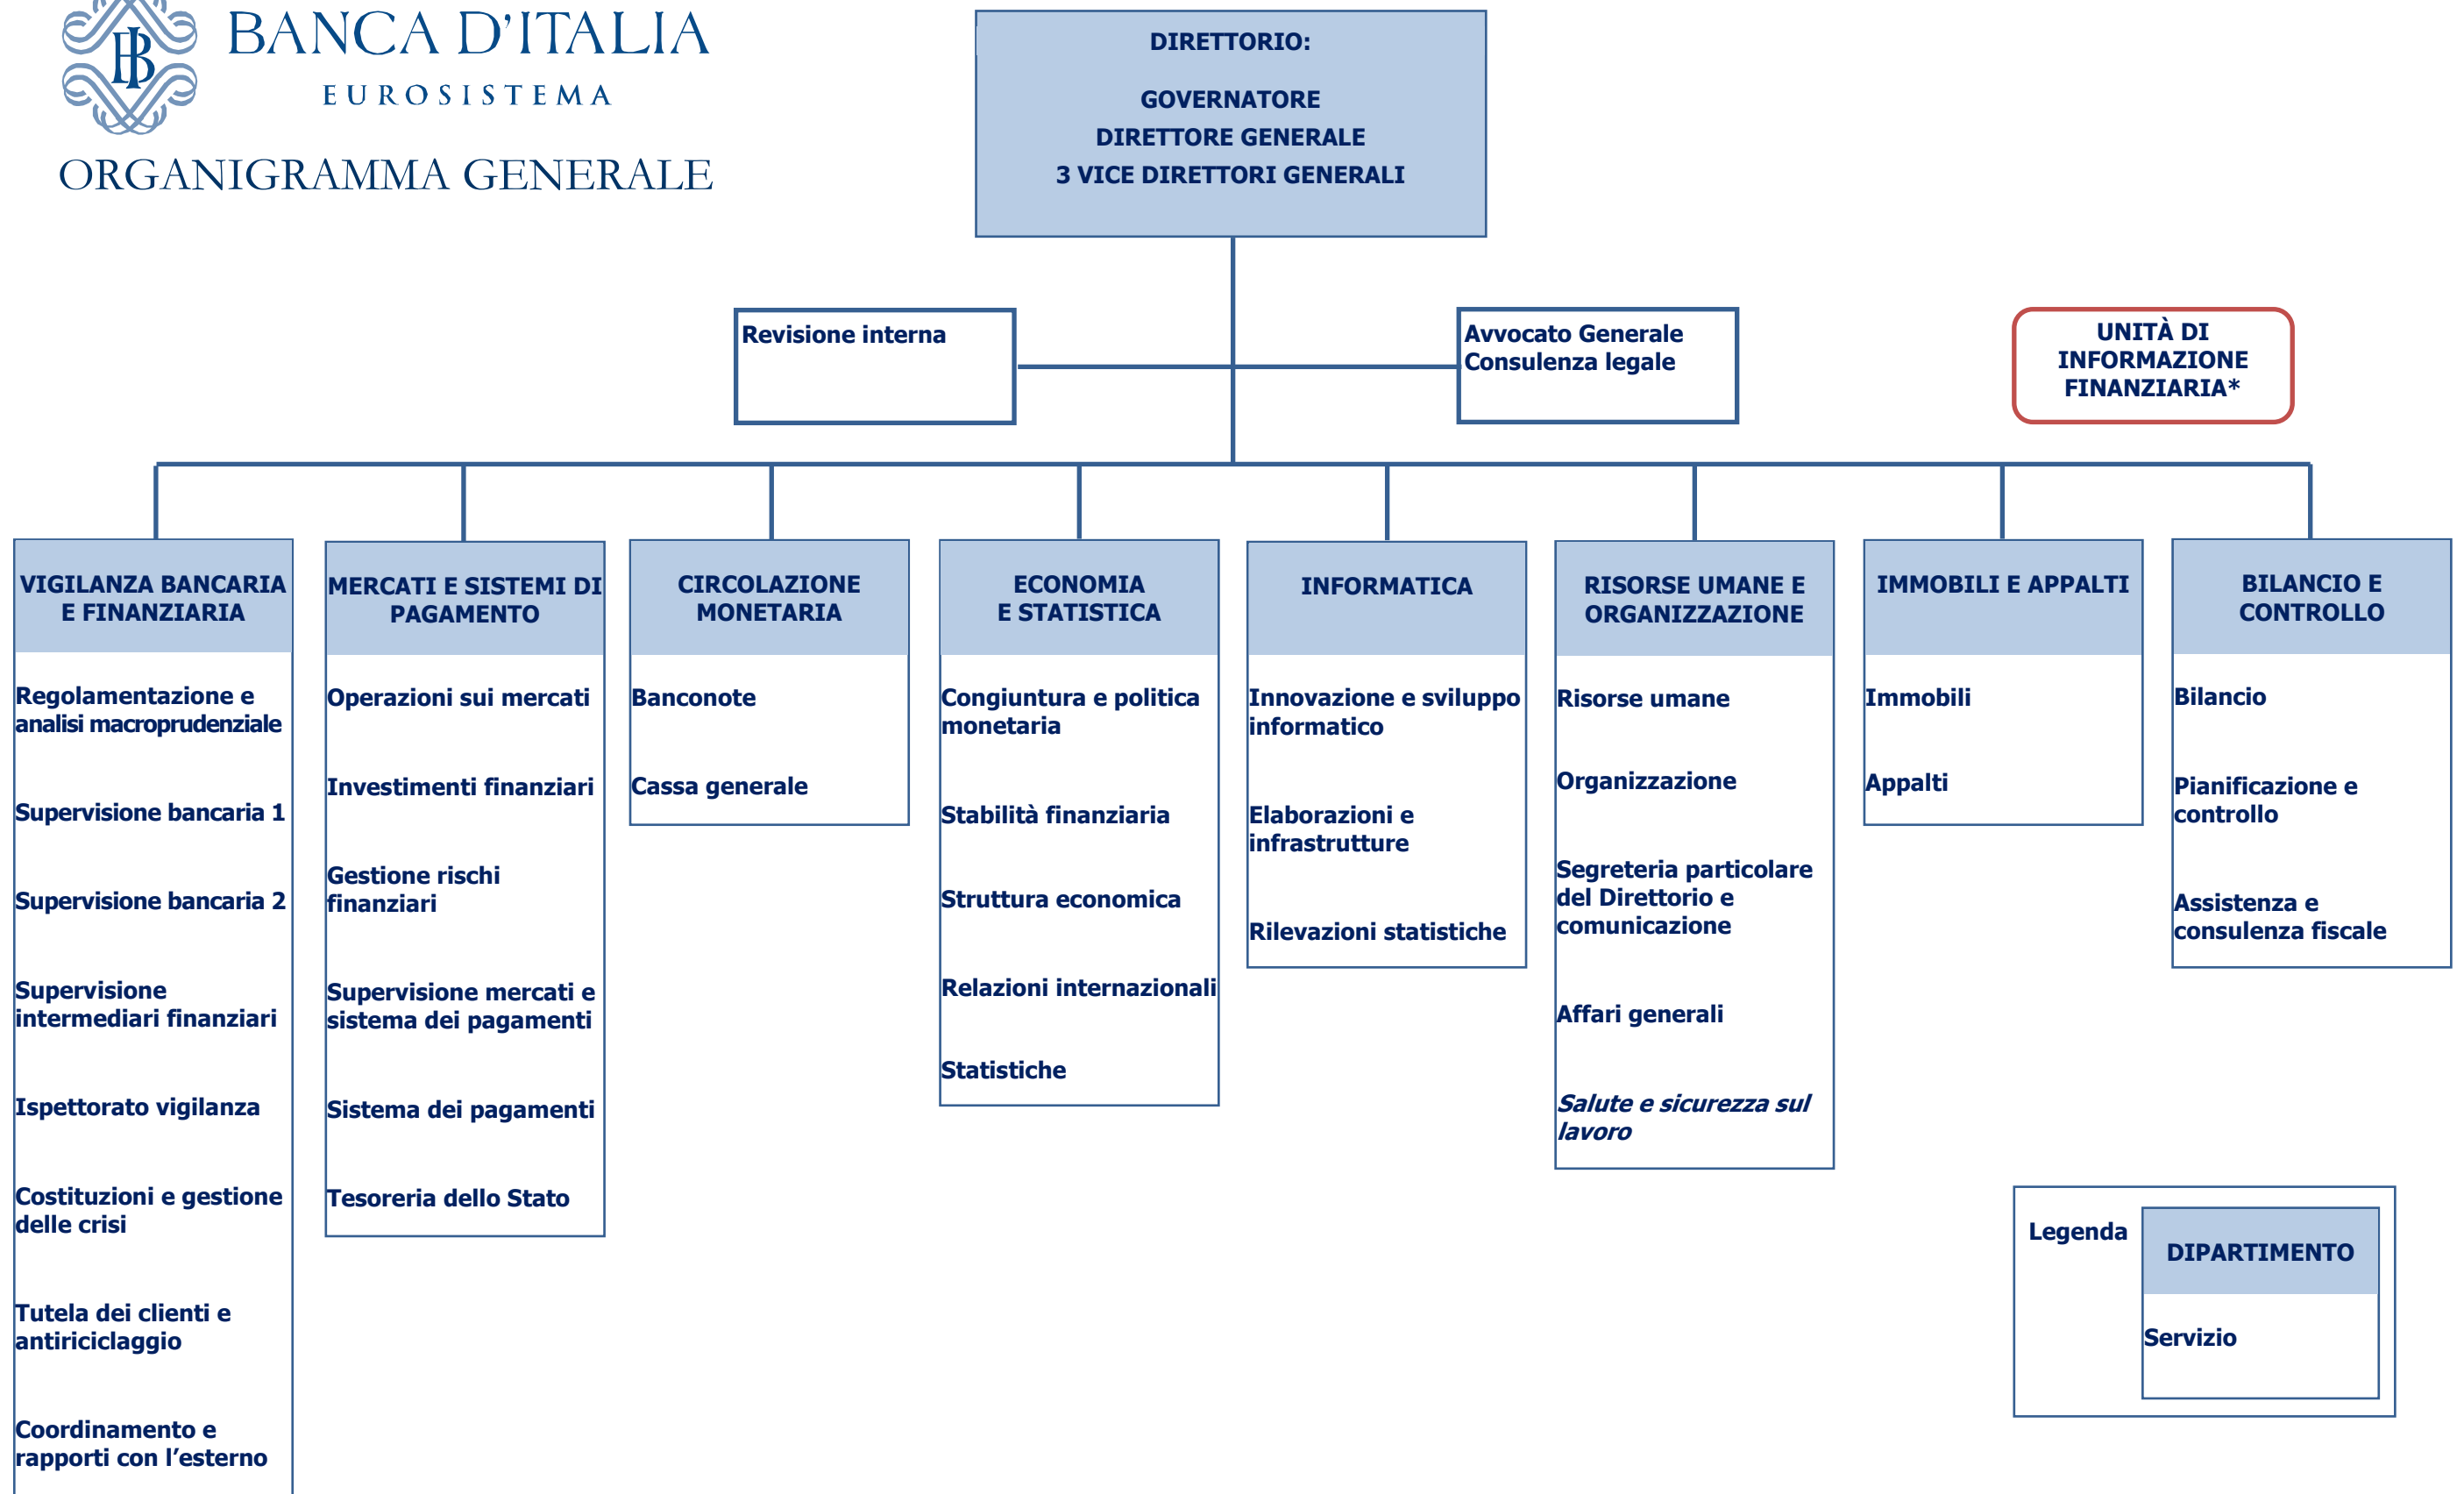 BANCA D'ITALIA
EUROSISTEMA
ORGANIGRAMMA GENERALE
DIRETTORIO:
GOVERNATORE
DIRETTORE GENERALE
3 VICE DIRETTORI GENERALI
Revisione interna
Avvocato Generale
Consulenza legale
UNITÀ DI
INFORMAZIONE
FINANZIARIA*
VIGILANZA BANCARIA
E FINANZIARIA
Regolamentazione e
analisi macroprudenziale
Supervisione bancaria 1
Supervisione bancaria 2
Supervisione
intermediari finanziari
Ispettorato vigilanza
Costituzioni e gestione
delle crisi
Tutela dei clienti e
antiriciclaggio
Coordinamento e
rapporti con l’esterno
MERCATI E SISTEMI DI
PAGAMENTO
Operazioni sui mercati
Investimenti finanziari
Gestione rischi
finanziari
Supervisione mercati e
sistema dei pagamenti
Sistema dei pagamenti
Tesoreria dello Stato
CIRCOLAZIONE
MONETARIA
Banconote
Cassa generale
ECONOMIA
E STATISTICA
Congiuntura e politica
monetaria
Stabilità finanziaria
Struttura economica
Relazioni internazionali
Statistiche
INFORMATICA
Innovazione e sviluppo
informatico
Elaborazioni e
infrastrutture
Rilevazioni statistiche
RISORSE UMANE E
ORGANIZZAZIONE
Risorse umane
Organizzazione
Segreteria particolare
del Direttorio e
comunicazione
Affari generali
Salute e sicurezza sul
lavoro
IMMOBILI E APPALTI
Immobili
Appalti
BILANCIO E
CONTROLLO
Bilancio
Pianificazione e
controllo
Assistenza e
consulenza fiscale
Legenda
DIPARTIMENTO
Servizio